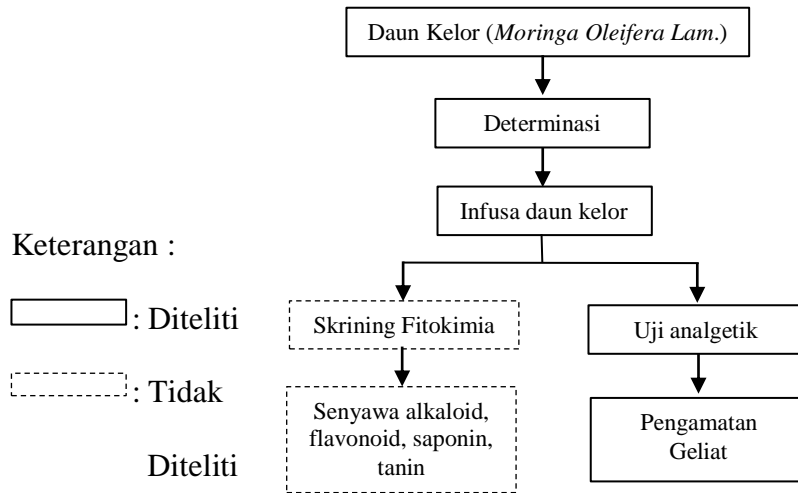 Daun Kelor (Moringa Oleifera Lam.)
Determinasi
Infusa daun kelor
Keterangan :
: Diteliti
: Tidak
Diteliti
Skrining Fitokimia
Senyawa alkaloid,
flavonoid, saponin,
tanin
Uji analgetik
Pengamatan
Geliat